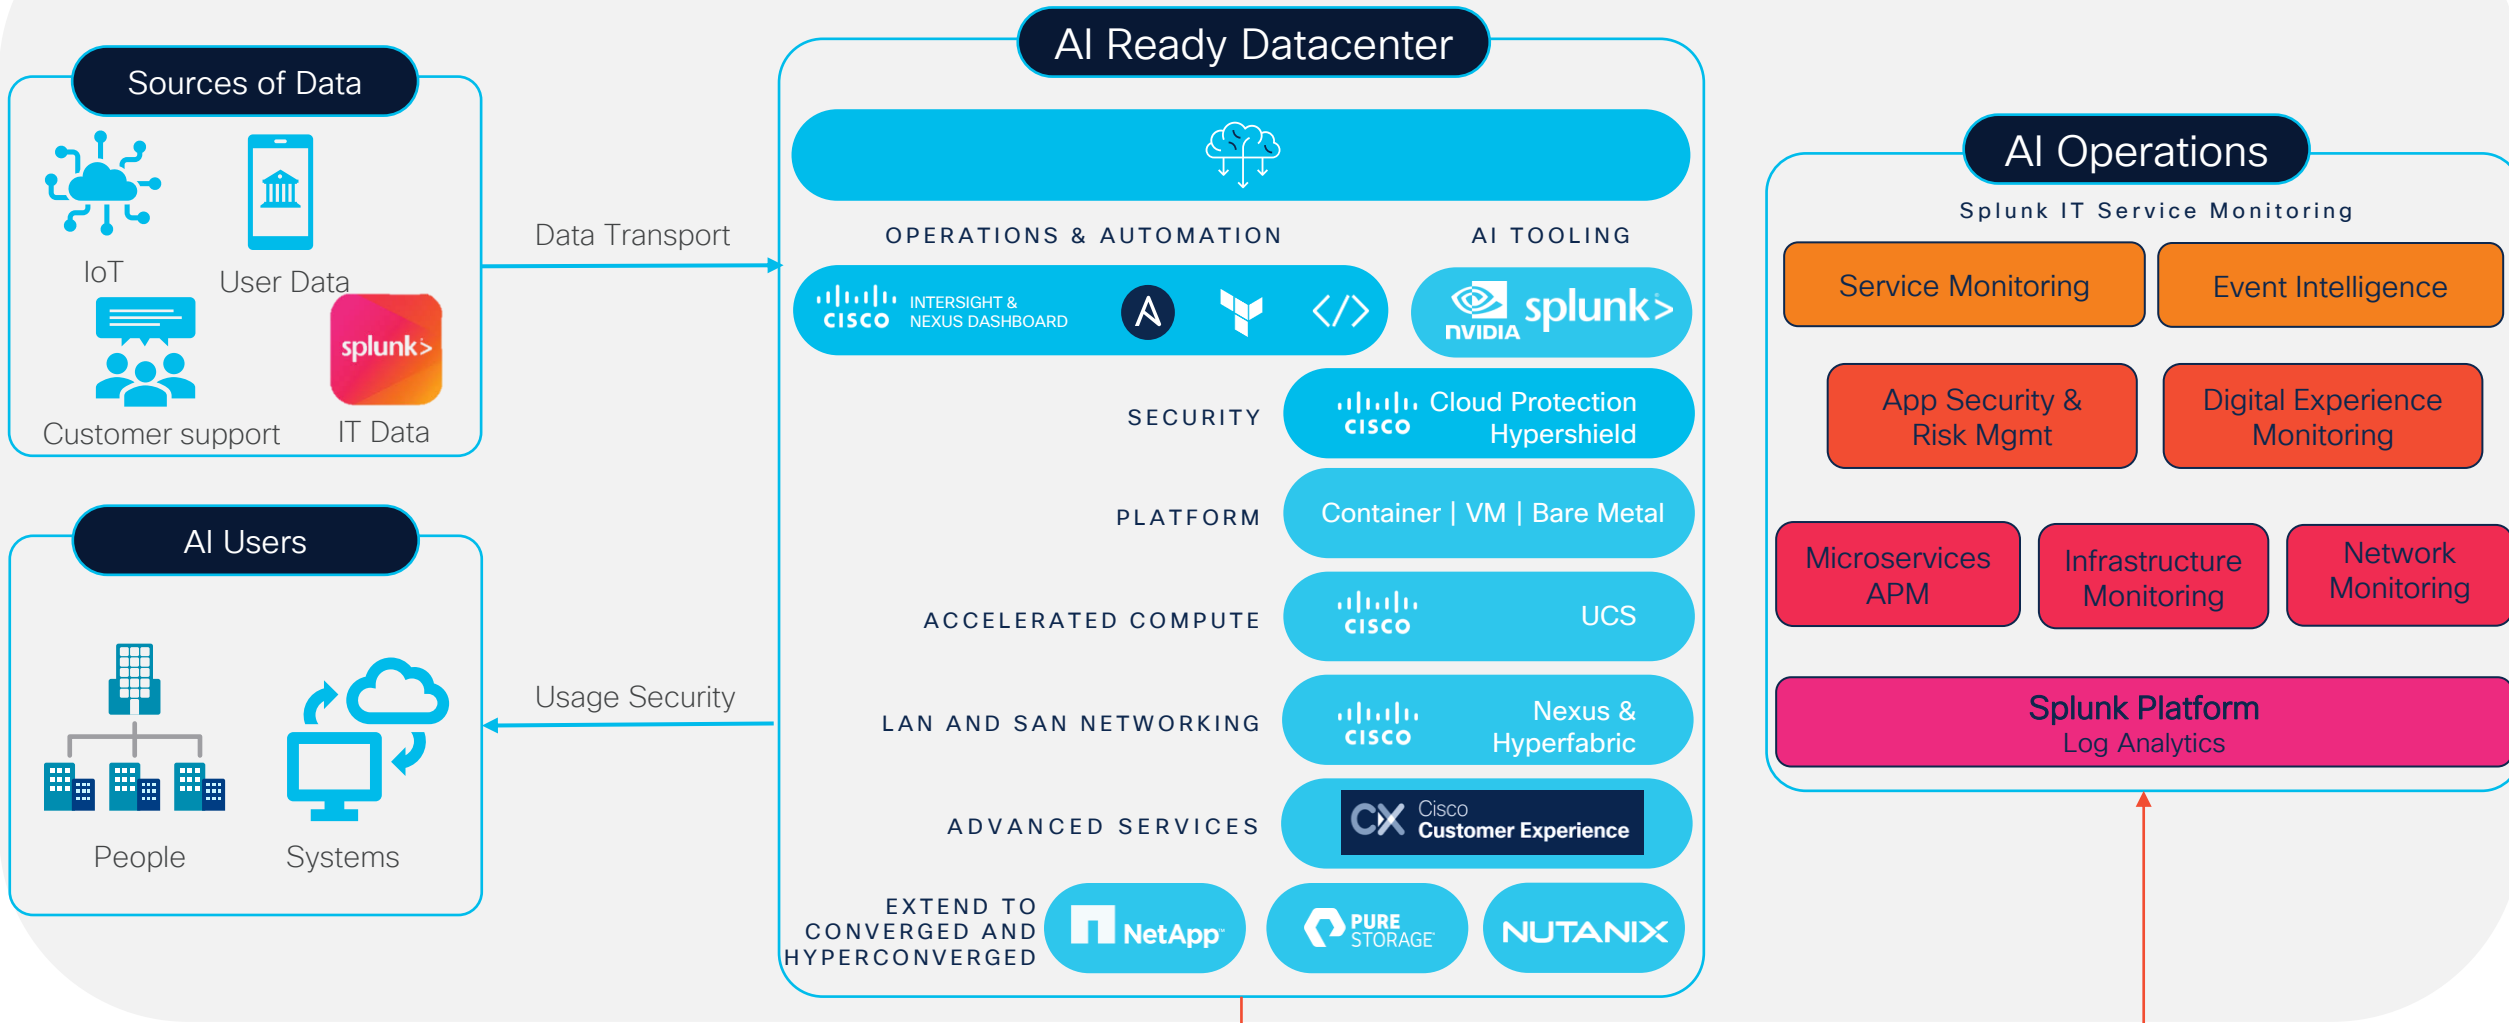 AI Ready Datacenter
Sources of Data
IoT
User Data
splunk>
Customer support
IT Data
AI Users
People
Systems
Data Transport
Usage Security
OPERATIONS & AUTOMATION
AI TOOLING
CISCO
INTERSIGHT &
NEXUS DASHBOARD
A
</>
NVIDIA
splunk>
SECURITY
CISCO
Cloud Protection
Hypershield
PLATFORM
Container | VM | Bare Metal
ACCELERATED COMPUTE
CISCO
UCS
LAN AND SAN NETWORKING
CISCO
Nexus &
Hyperfabric
ADVANCED SERVICES
CX
Cisco
Customer Experience
EXTEND TO
CONVERGED AND
HYPERCONVERGED
NetApp™
PURE
STORAGE®
NUTANIX
AI Operations
Splunk IT Service Monitoring
Service Monitoring
Event Intelligence
App Security &
Risk Mgmt
Digital Experience
Monitoring
Microservices
APM
Infrastructure
Monitoring
Network
Monitoring
Splunk Platform
Log Analytics